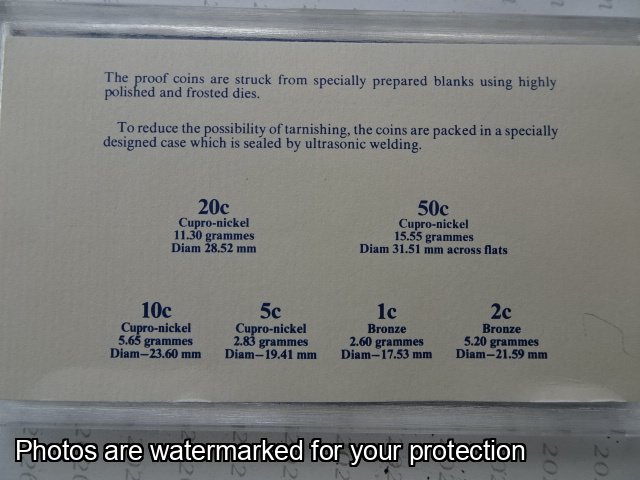 The proof coins are struck from specially prepared blanks using highly
polished and frosted dies.
To reduce the possibility of tarnishing, the coins are packed in a specially
designed case which is sealed by ultrasonic welding.
20c
Cupro-nickel
11.30 grammes
Diam 28.52 mm
50c
Cupro-nickel
15.55 grammes
Diam 31.51 mm across flats
10c
Cupro-nickel
5.65 grammes
Diam—23.60 mm
5c
Cupro-nickel
2.83 grammes
Diam—19.41 mm
1c
Bronze
2.60 grammes
Diam—17.53 mm
2c
Bronze
5.20 grammes
Diam—21.59 mm
Photos are watermarked for your protection